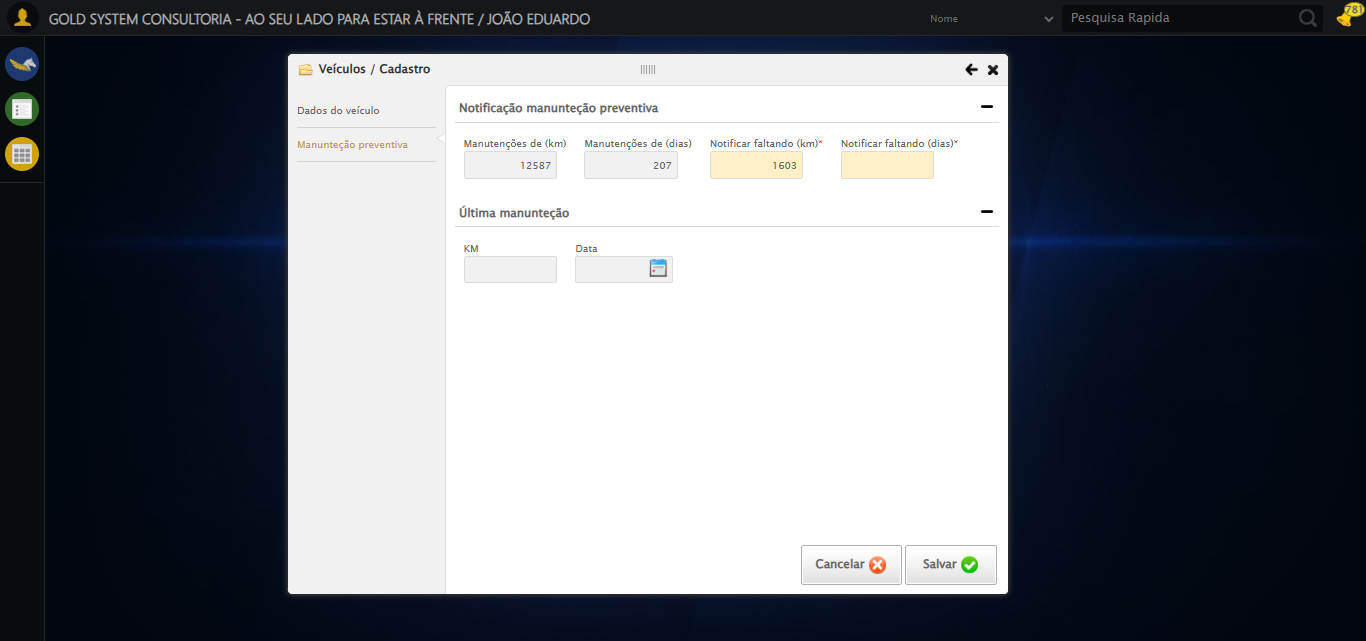 GOLD SYSTEM CONSULTORIA - AO SEU LADO PARA ESTAR À FRENTE / JOÃO EDUARDO
Nome
Pesquisa Rapida
781
Veículos / Cadastro
Dados do veículo
Manunteção preventiva
Notificação manunteção preventiva
Manutenções de (km) Manutenções de (dias) Notificar faltando (km)* Notificar faltando (dias)*
12587 207 1603
Última manunteção
KM Data
Cancelar Salvar